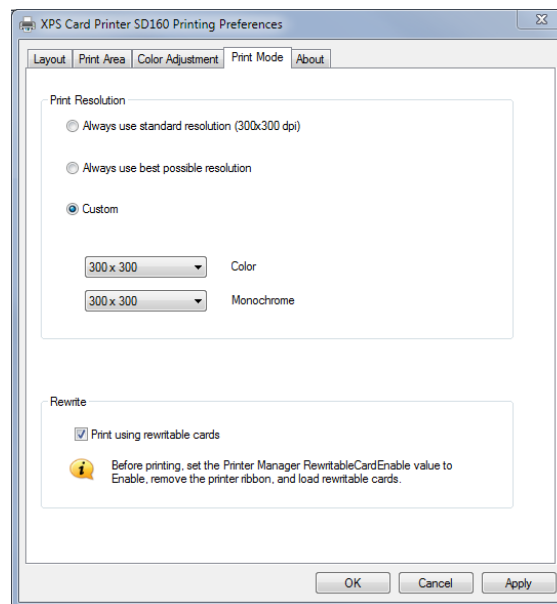 XPS Card Printer SD160 Printing Preferences
Layout Print Area Color Adjustment Print Mode About
Print Resolution
Always use standard resolution (300x300 dpi)
Always use best possible resolution
Custom
300 x 300 Color
300 x 300 Monochrome
Rewrite
Print using rewritable cards
Before printing, set the Printer Manager RewritableCardEnable value to
Enable, remove the printer ribbon, and load rewritable cards.
OK Cancel Apply